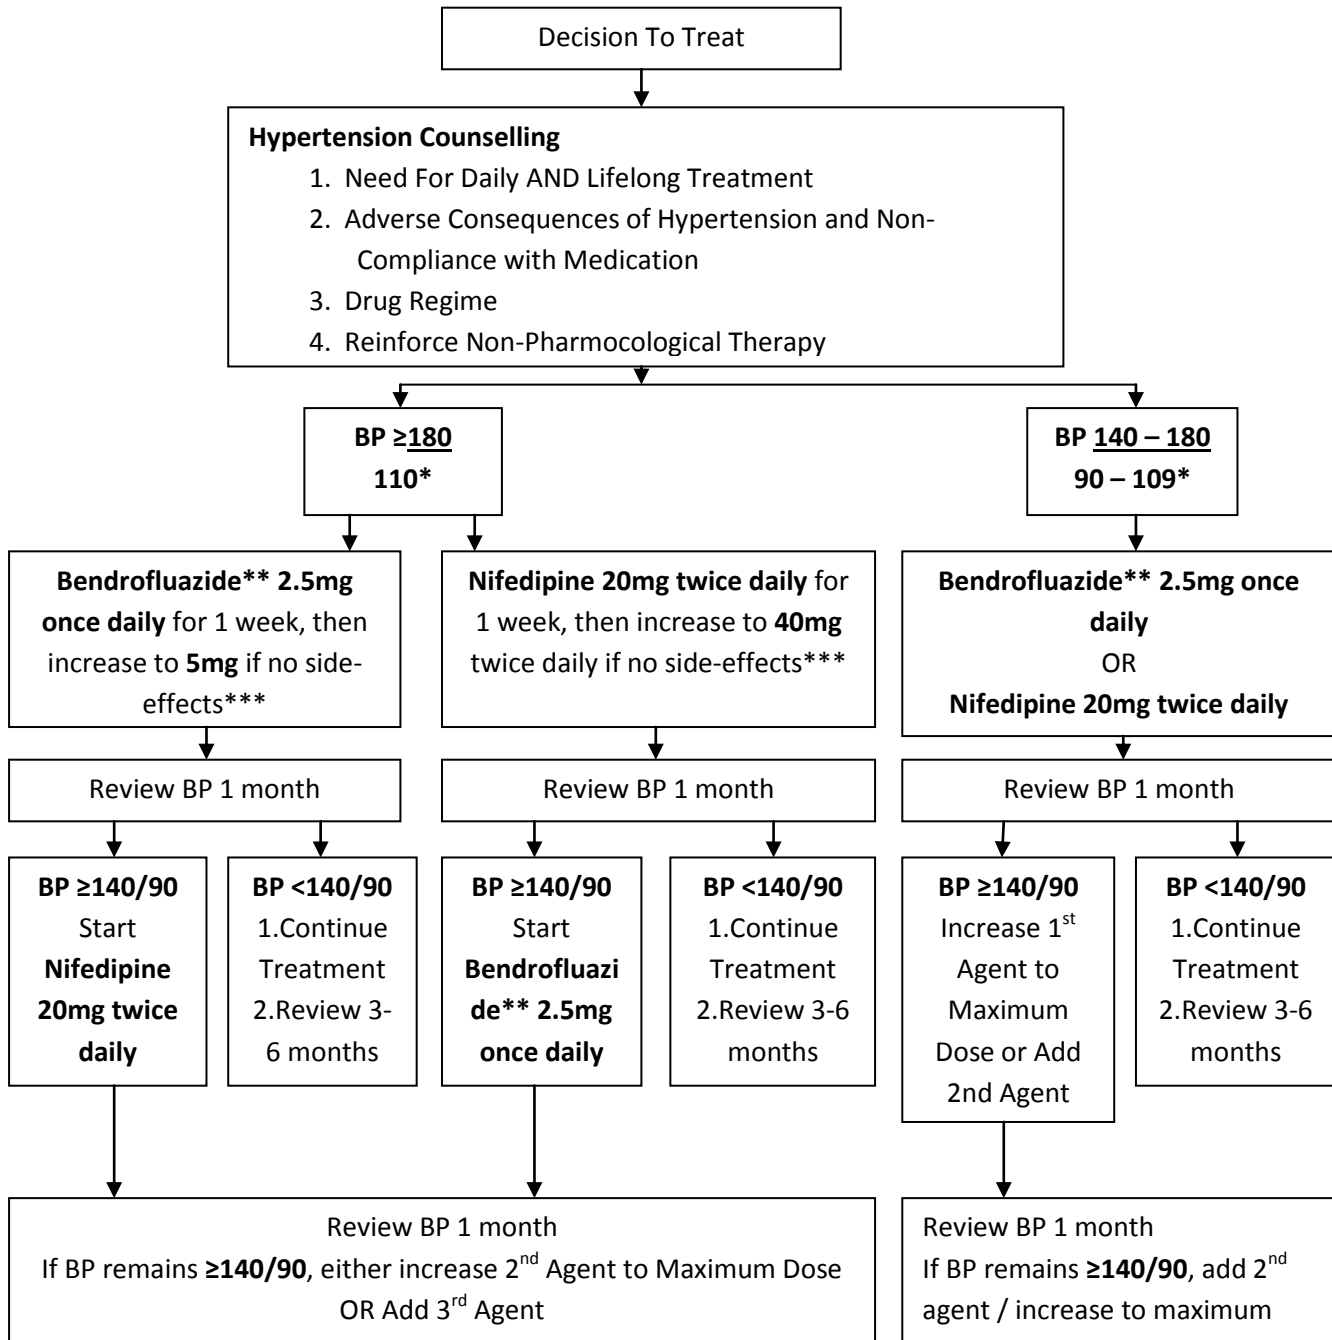 Decision To Treat
Hypertension Counselling
1. Need For Daily AND Lifelong Treatment
2. Adverse Consequences of Hypertension and Non-
Compliance with Medication
3. Drug Regime
4. Reinforce Non-Pharmocological Therapy
BP ≥180
110*
BP 140 – 180
90 – 109*
Bendrofluazide** 2.5mg
once daily for 1 week, then
increase to 5mg if no side-
effects***
Nifedipine 20mg twice daily for
1 week, then increase to 40mg
twice daily if no side-effects***
Bendrofluazide** 2.5mg once
daily
OR
Nifedipine 20mg twice daily
Review BP 1 month
Review BP 1 month
Review BP 1 month
BP ≥140/90
Start
Nifedipine
20mg twice
daily
BP <140/90
1.Continue
Treatment
2.Review 3-
6 months
BP ≥140/90
Start
Bendrofluazi
de** 2.5mg
once daily
BP <140/90
1.Continue
Treatment
2.Review 3-6
months
BP ≥140/90
Increase 1st
Agent to
Maximum
Dose or Add
2nd Agent
BP <140/90
1.Continue
Treatment
2.Review 3-6
months
Review BP 1 month
If BP remains ≥140/90, either increase 2nd Agent to Maximum Dose
OR Add 3rd Agent
Review BP 1 month
If BP remains ≥140/90, add 2nd
agent / increase to maximum